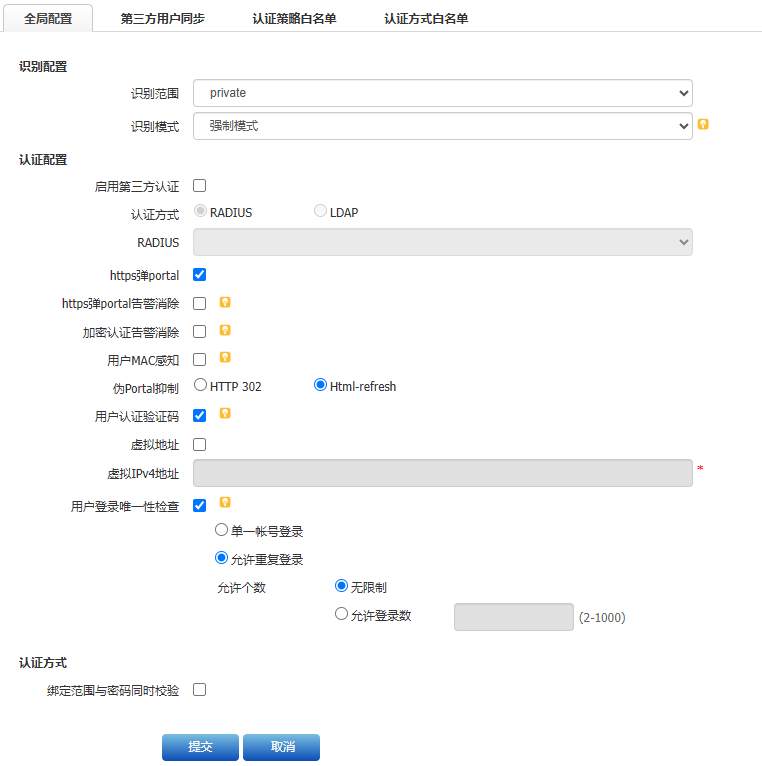 全局配置 第三方用户同步 认证策略白名单 认证方式白名单
识别配置
识别范围 private
识别模式 强制模式
认证配置
启用第三方认证
认证方式 RADIUS LDAP
RADIUS
https弹portal
https弹portal告警消除
加密认证告警消除
用户MAC感知
伪Portal抑制 HTTP 302 Html-refresh
用户认证验证码
虚拟地址
虚拟IPv4地址 *
用户登录唯一性检查
单一帐号登录
允许重复登录
允许个数 无限制
允许登录数 (2-1000)
认证方式
绑定范围与密码同时校验
提交 取消